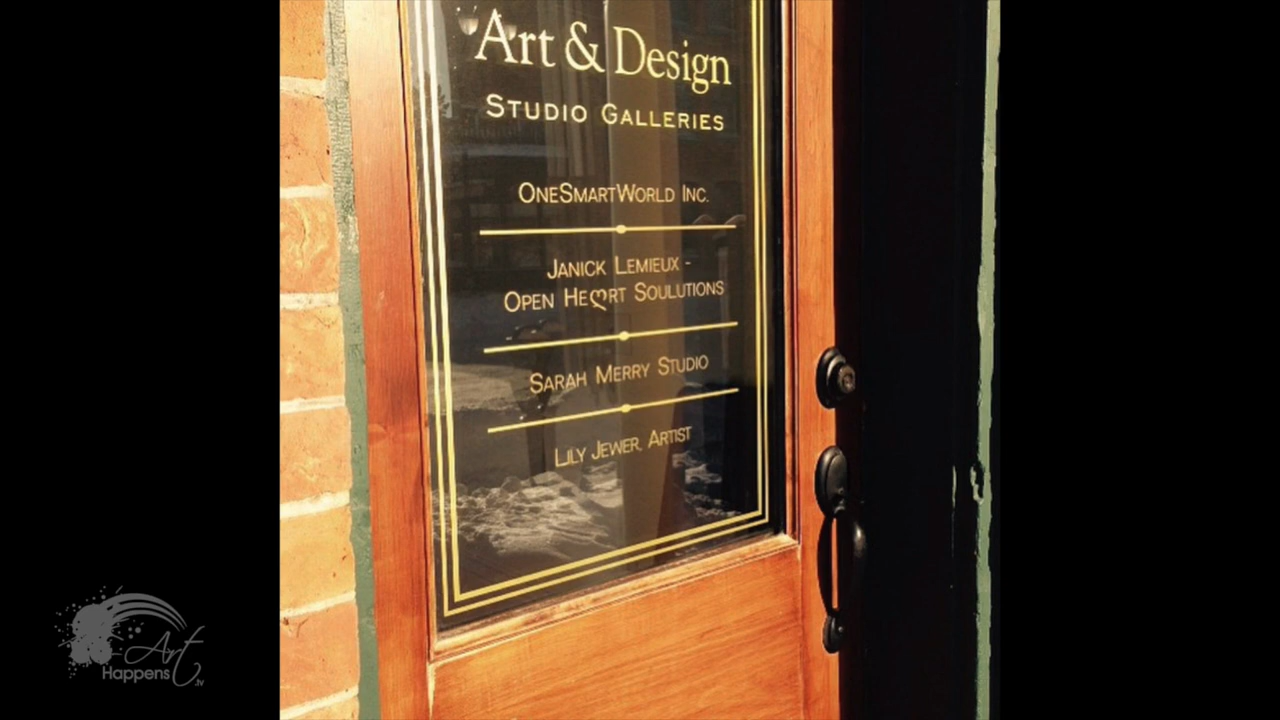 Art & Design
Studio Galleries
OneSmartWorld Inc.
Janick Lemieux -
Open Heart Soulutions
Sarah Merry Studio
Lily Jewer, Artist
Art
Happens
.tv